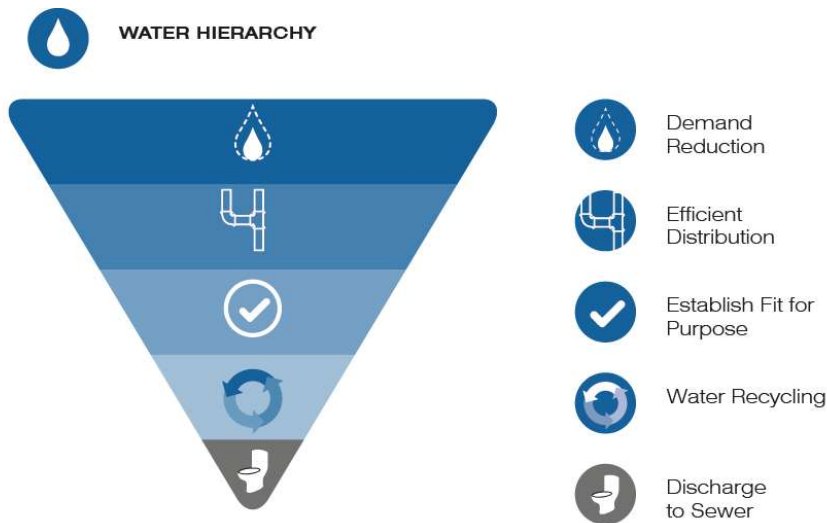 WATER HIERARCHY
Demand
Reduction
Efficient
Distribution
Establish Fit for
Purpose
Water Recycling
Discharge
to Sewer